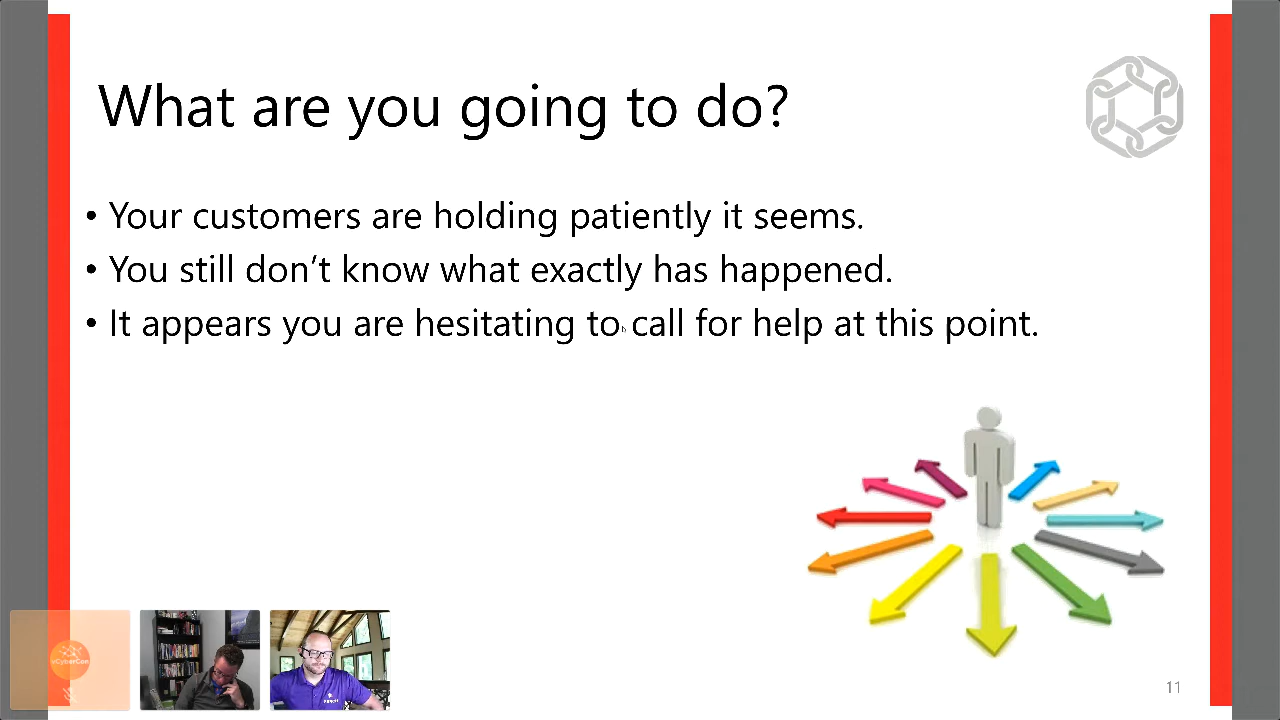 What are you going to do?
• Your customers are holding patiently it seems.
• You still don’t know what exactly has happened.
• It appears you are hesitating to call for help at this point.
eCyberCon
11